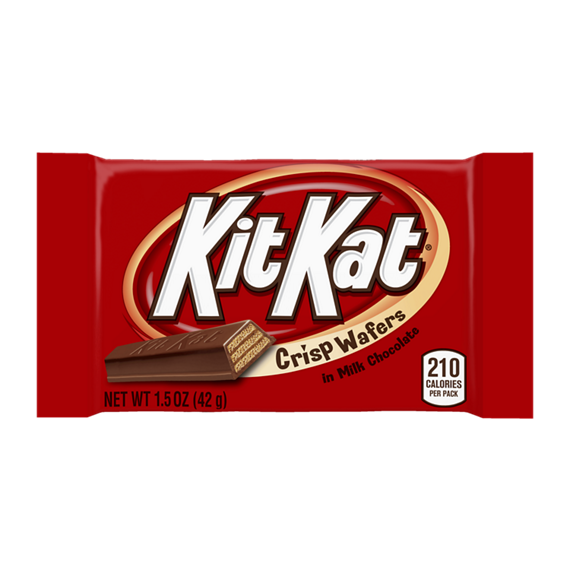 KitKat®
Crisp Wafers
in Milk Chocolate
NET WT 1.5 OZ (42 g)
210
CALORIES
PER PACK